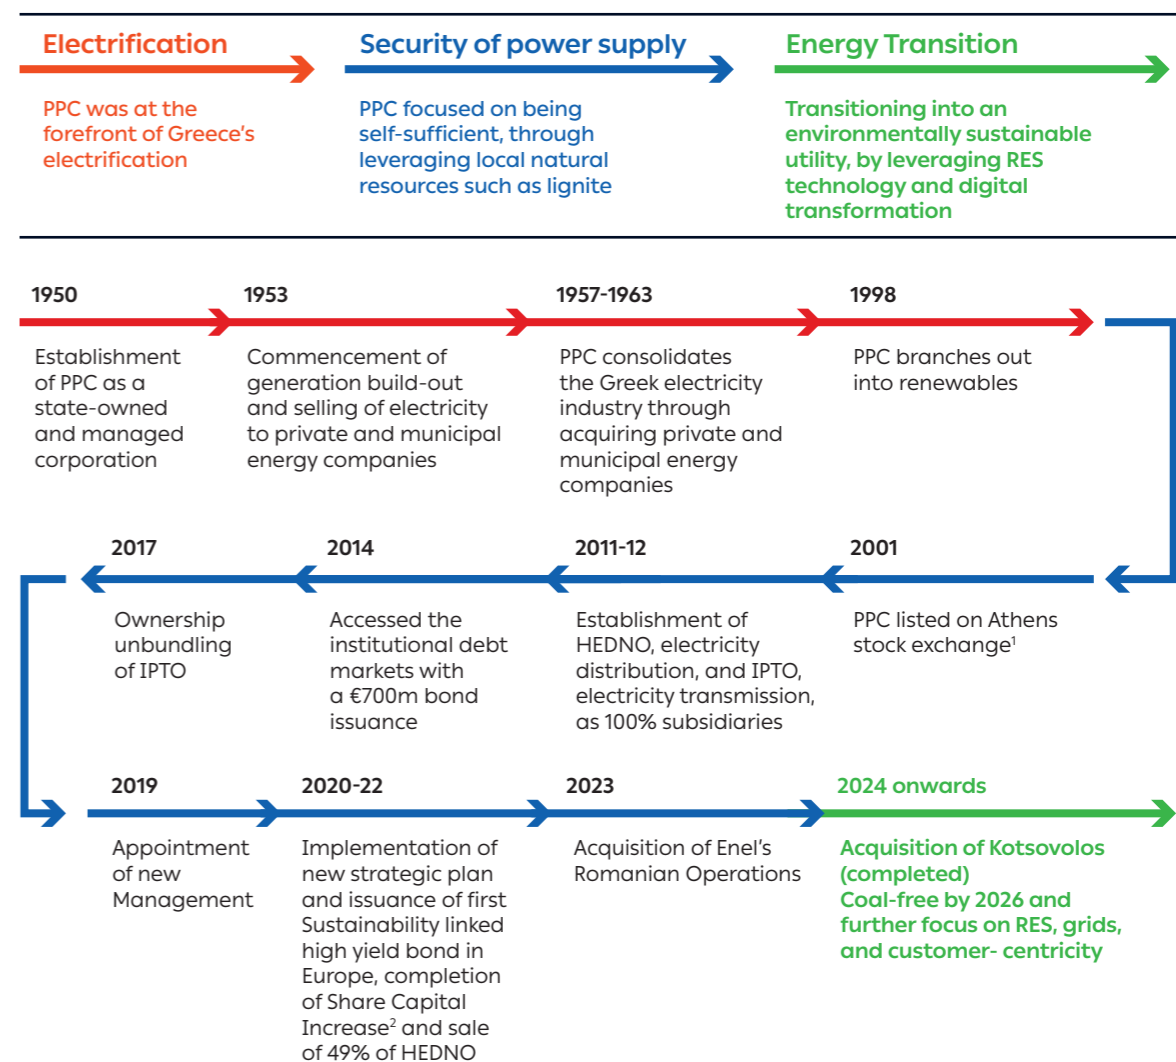 Electrification
PPC was at the
forefront of Greece's
electrification
Security of power supply
PPC focused on being
self-sufficient, through
leveraging local natural
resources such as lignite
Energy Transition
Transitioning into an
environmentally sustainable
utility, by leveraging RES
technology and digital
transformation
1950
Establishment
of PPC as a
state-owned
and managed
corporation
1953
Commencement of
generation build-out
and selling of electricity
to private and municipal
energy companies
1957-1963
PPC consolidates
the Greek electricity
industry through
acquiring private and
municipal energy
companies
1998
PPC branches out
into renewables
2001
PPC listed on Athens
stock exchange¹
2011-12
Establishment of
HEDNO, electricity
distribution, and IPTO,
electricity transmission,
as 100% subsidiaries
2014
Accessed the
institutional debt
markets with
a €700m bond
issuance
2017
Ownership
unbundling
of IPTO
2019
Appointment
of new
Management
2020-22
Implementation of
new strategic plan
and issuance of first
Sustainability linked
high yield bond in
Europe, completion
of Share Capital
Increase² and sale
of 49% of HEDNO
2023
Acquisition of Enel's
Romanian Operations
2024 onwards
Acquisition of Kotsovolos
(completed)
Coal-free by 2026 and
further focus on RES, grids,
and customer- centricity